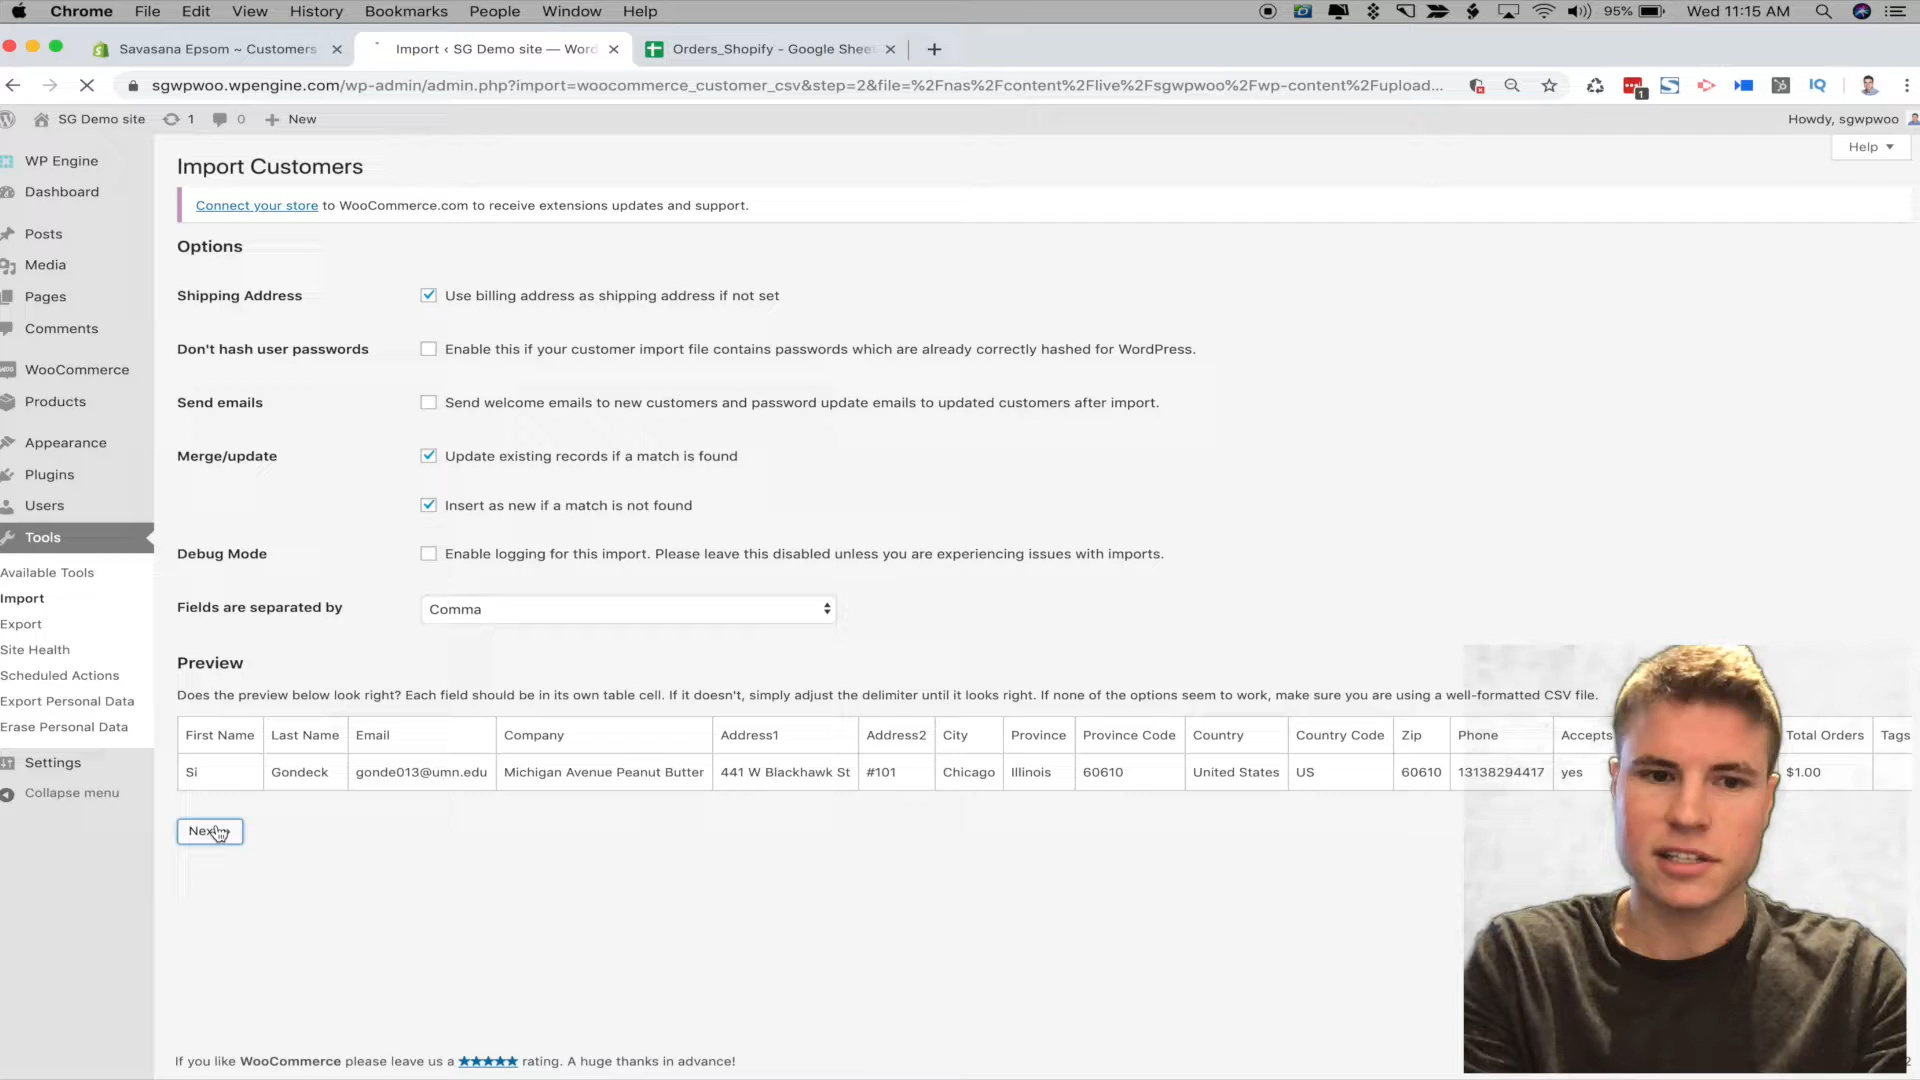 Chrome File Edit View History Bookmarks People Window Help 95% Wed 11:15 AM
Savasana Epsom ~ Customers Import ‹ SG Demo site — Word Orders_Shopify - Google Sheet
sgwpwoo.wpengine.com/wp-admin/admin.php?import=woocommerce_customer_csv&step=2&file=%2Fnas%2Fcontent%2Flive%2Fsgwpwoo%2Fwp-content%2Fupload... 1 IQ
SG Demo site 1 0 New Howdy, sgwpwoo
Help
WP Engine
Dashboard
Posts
Media
Pages
Comments
WooCommerce
Products
Appearance
Plugins
Users
Tools
Available Tools
Import
Export
Site Health
Scheduled Actions
Export Personal Data
Erase Personal Data
Settings
Collapse menu
Import Customers
Connect your store to WooCommerce.com to receive extensions updates and support.
Options
Shipping Address Use billing address as shipping address if not set
Don't hash user passwords Enable this if your customer import file contains passwords which are already correctly hashed for WordPress.
Send emails Send welcome emails to new customers and password update emails to updated customers after import.
Merge/update Update existing records if a match is found
Insert as new if a match is not found
Debug Mode Enable logging for this import. Please leave this disabled unless you are experiencing issues with imports.
Fields are separated by Comma
Preview
Does the preview below look right? Each field should be in its own table cell. If it doesn't, simply adjust the delimiter until it looks right. If none of the options seem to work, make sure you are using a well-formatted CSV file.
First Name Last Name Email Company Address1 Address2 City Province Province Code Country Country Code Zip Phone Accepts Total Orders Tags
Si Gondeck gonde013@umn.edu Michigan Avenue Peanut Butter 441 W Blackhawk St #101 Chicago Illinois 60610 United States US 60610 13138294417 yes $1.00
Nex
If you like WooCommerce please leave us a ★★★★★ rating. A huge thanks in advance!